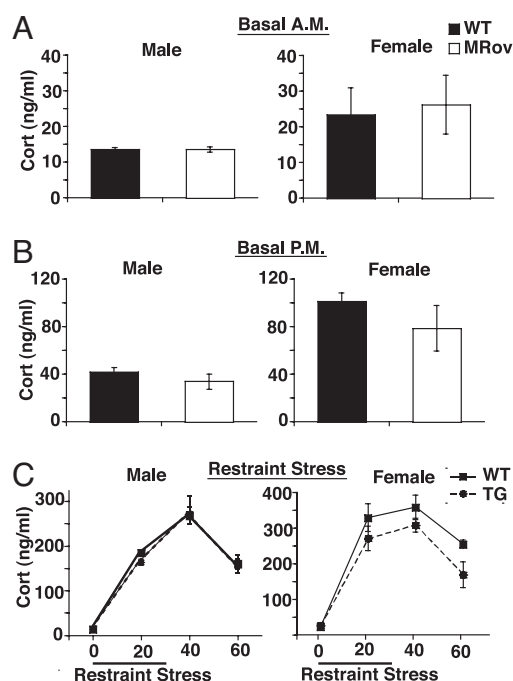 A
Basal A.M.
WT
MRov
Male
Female
Cort (ng/ml)
40
30
20
10
0
40
30
20
10
0
B
Basal P.M.
Male
Female
Cort (ng/ml)
120
80
40
0
120
80
40
0
C
Male
Restraint Stress
Female
WT
TG
Cort (ng/ml)
300
200
100
0
400
300
200
100
0 20 40 60
0 20 40 60
Restraint Stress
Restraint Stress